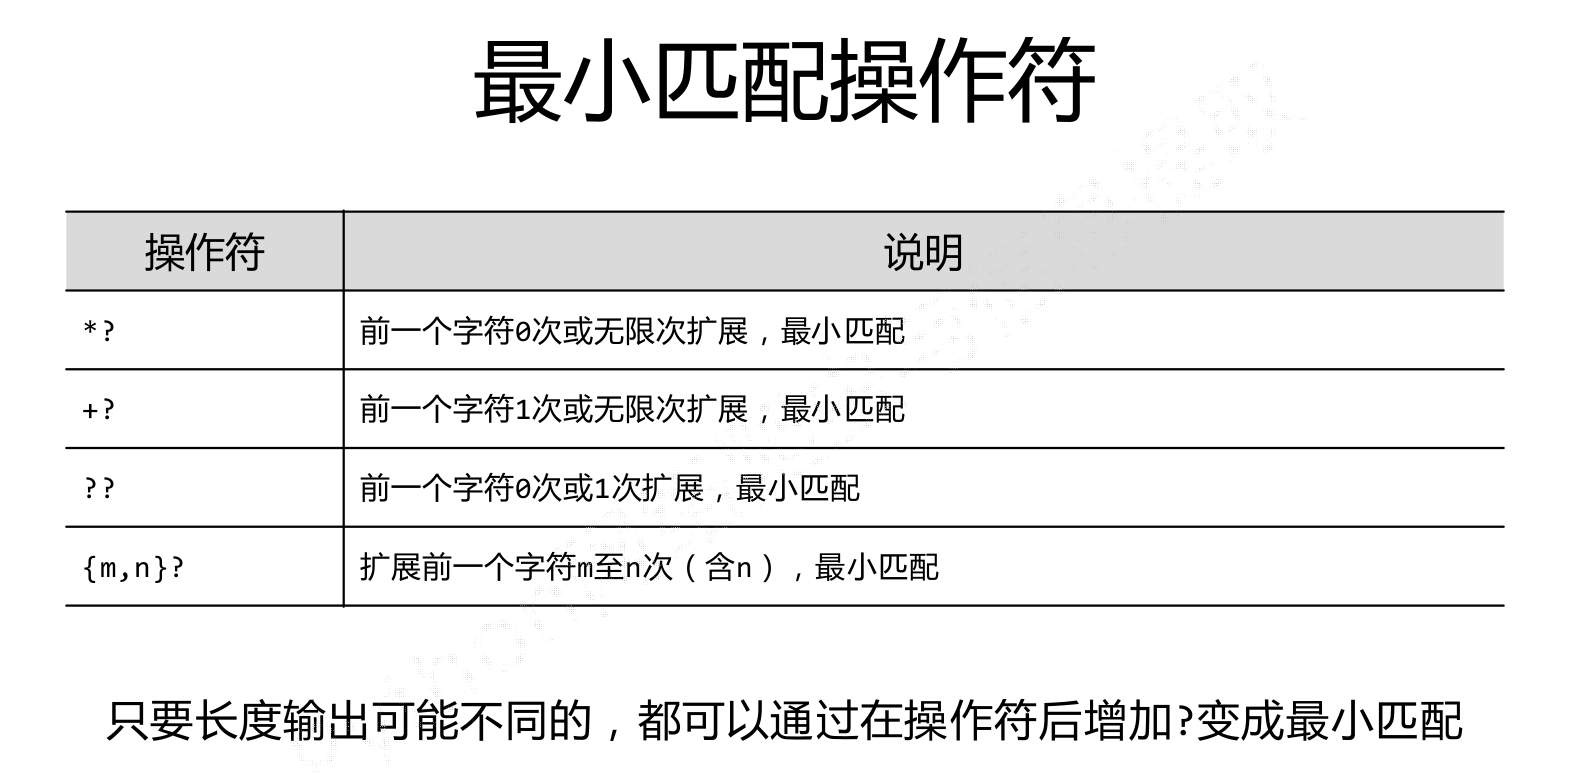 最小匹配操作符
操作符 说明
*? 前一个字符0次或无限次扩展，最小匹配
+? 前一个字符1次或无限次扩展，最小匹配
?? 前一个字符0次或1次扩展，最小匹配
{m,n}? 扩展前一个字符m至n次（含n），最小匹配
只要长度输出可能不同的，都可以通过在操作符后增加?变成最小匹配